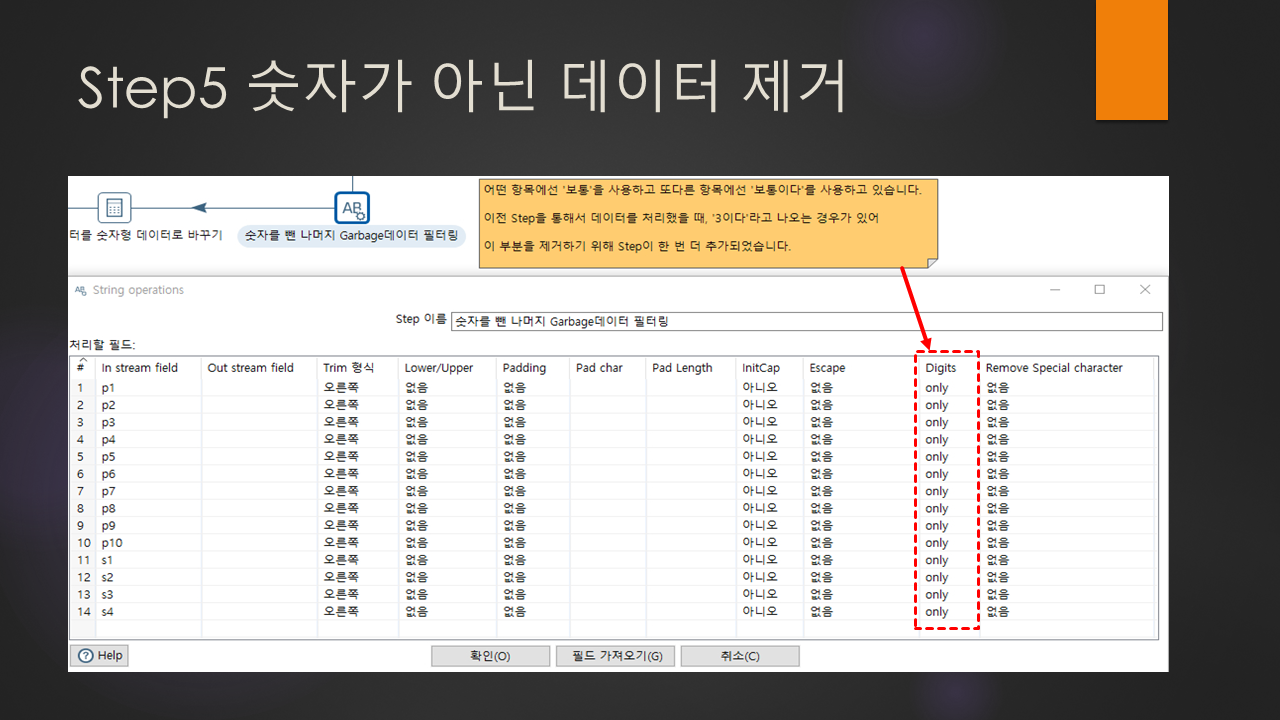 Step5 숫자가 아닌 데이터 제거
어떤 항목에선 '보통'을 사용하고 또다른 항목에선 '보통이다'를 사용하고 있습니다.
이전 Step을 통해서 데이터를 처리했을 때, '3이다'라고 나오는 경우가 있어
이 부분을 제거하기 위해 Step이 한 번 더 추가되었습니다.
AB
터를 숫자형 데이터로 바꾸기
숫자를 뺀 나머지 Garbage데이터 필터링
AB String operations
Step 이름 숫자를 뺀 나머지 Garbage데이터 필터링
처리할 필드:
# In stream field Out stream field Trim 형식 Lower/Upper Padding Pad char Pad Length InitCap Escape Digits Remove Special character
1 p1 오른쪽 없음 없음 아니오 없음 only 없음
2 p2 오른쪽 없음 없음 아니오 없음 only 없음
3 p3 오른쪽 없음 없음 아니오 없음 only 없음
4 p4 오른쪽 없음 없음 아니오 없음 only 없음
5 p5 오른쪽 없음 없음 아니오 없음 only 없음
6 p6 오른쪽 없음 없음 아니오 없음 only 없음
7 p7 오른쪽 없음 없음 아니오 없음 only 없음
8 p8 오른쪽 없음 없음 아니오 없음 only 없음
9 p9 오른쪽 없음 없음 아니오 없음 only 없음
10 p10 오른쪽 없음 없음 아니오 없음 only 없음
11 s1 오른쪽 없음 없음 아니오 없음 only 없음
12 s2 오른쪽 없음 없음 아니오 없음 only 없음
13 s3 오른쪽 없음 없음 아니오 없음 only 없음
14 s4 오른쪽 없음 없음 아니오 없음 only 없음
? Help 확인(O) 필드 가져오기(G) 취소(C)